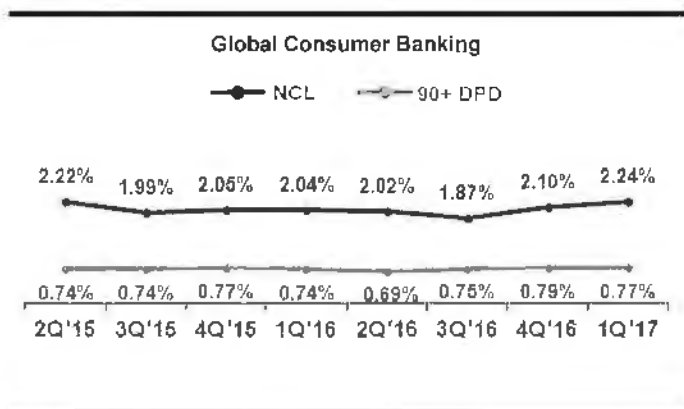 Global Consumer Banking
NCL 90+ DPD
2.22% 1.99% 2.05% 2.04% 2.02% 1.87% 2.10% 2.24%
0.74% 0.74% 0.77% 0.74% 0.69% 0.75% 0.79% 0.77%
2Q'15 3Q'15 4Q'15 1Q'16 2Q'16 3Q'16 4Q'16 1Q'17